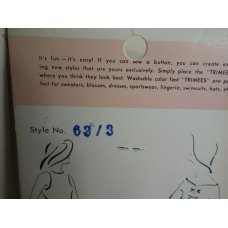 It's fun — it's easy! If you can sew a button, you can create ex
ing new styles that are yours exclusively. Simply place the "TRIMEES"
where you think they look best. Washable color fast "TRIMEES" are pe
fect for sweaters, blouses, dresses, sportswear, lingerie, swimsuits, hats, et
Style No. 63/3